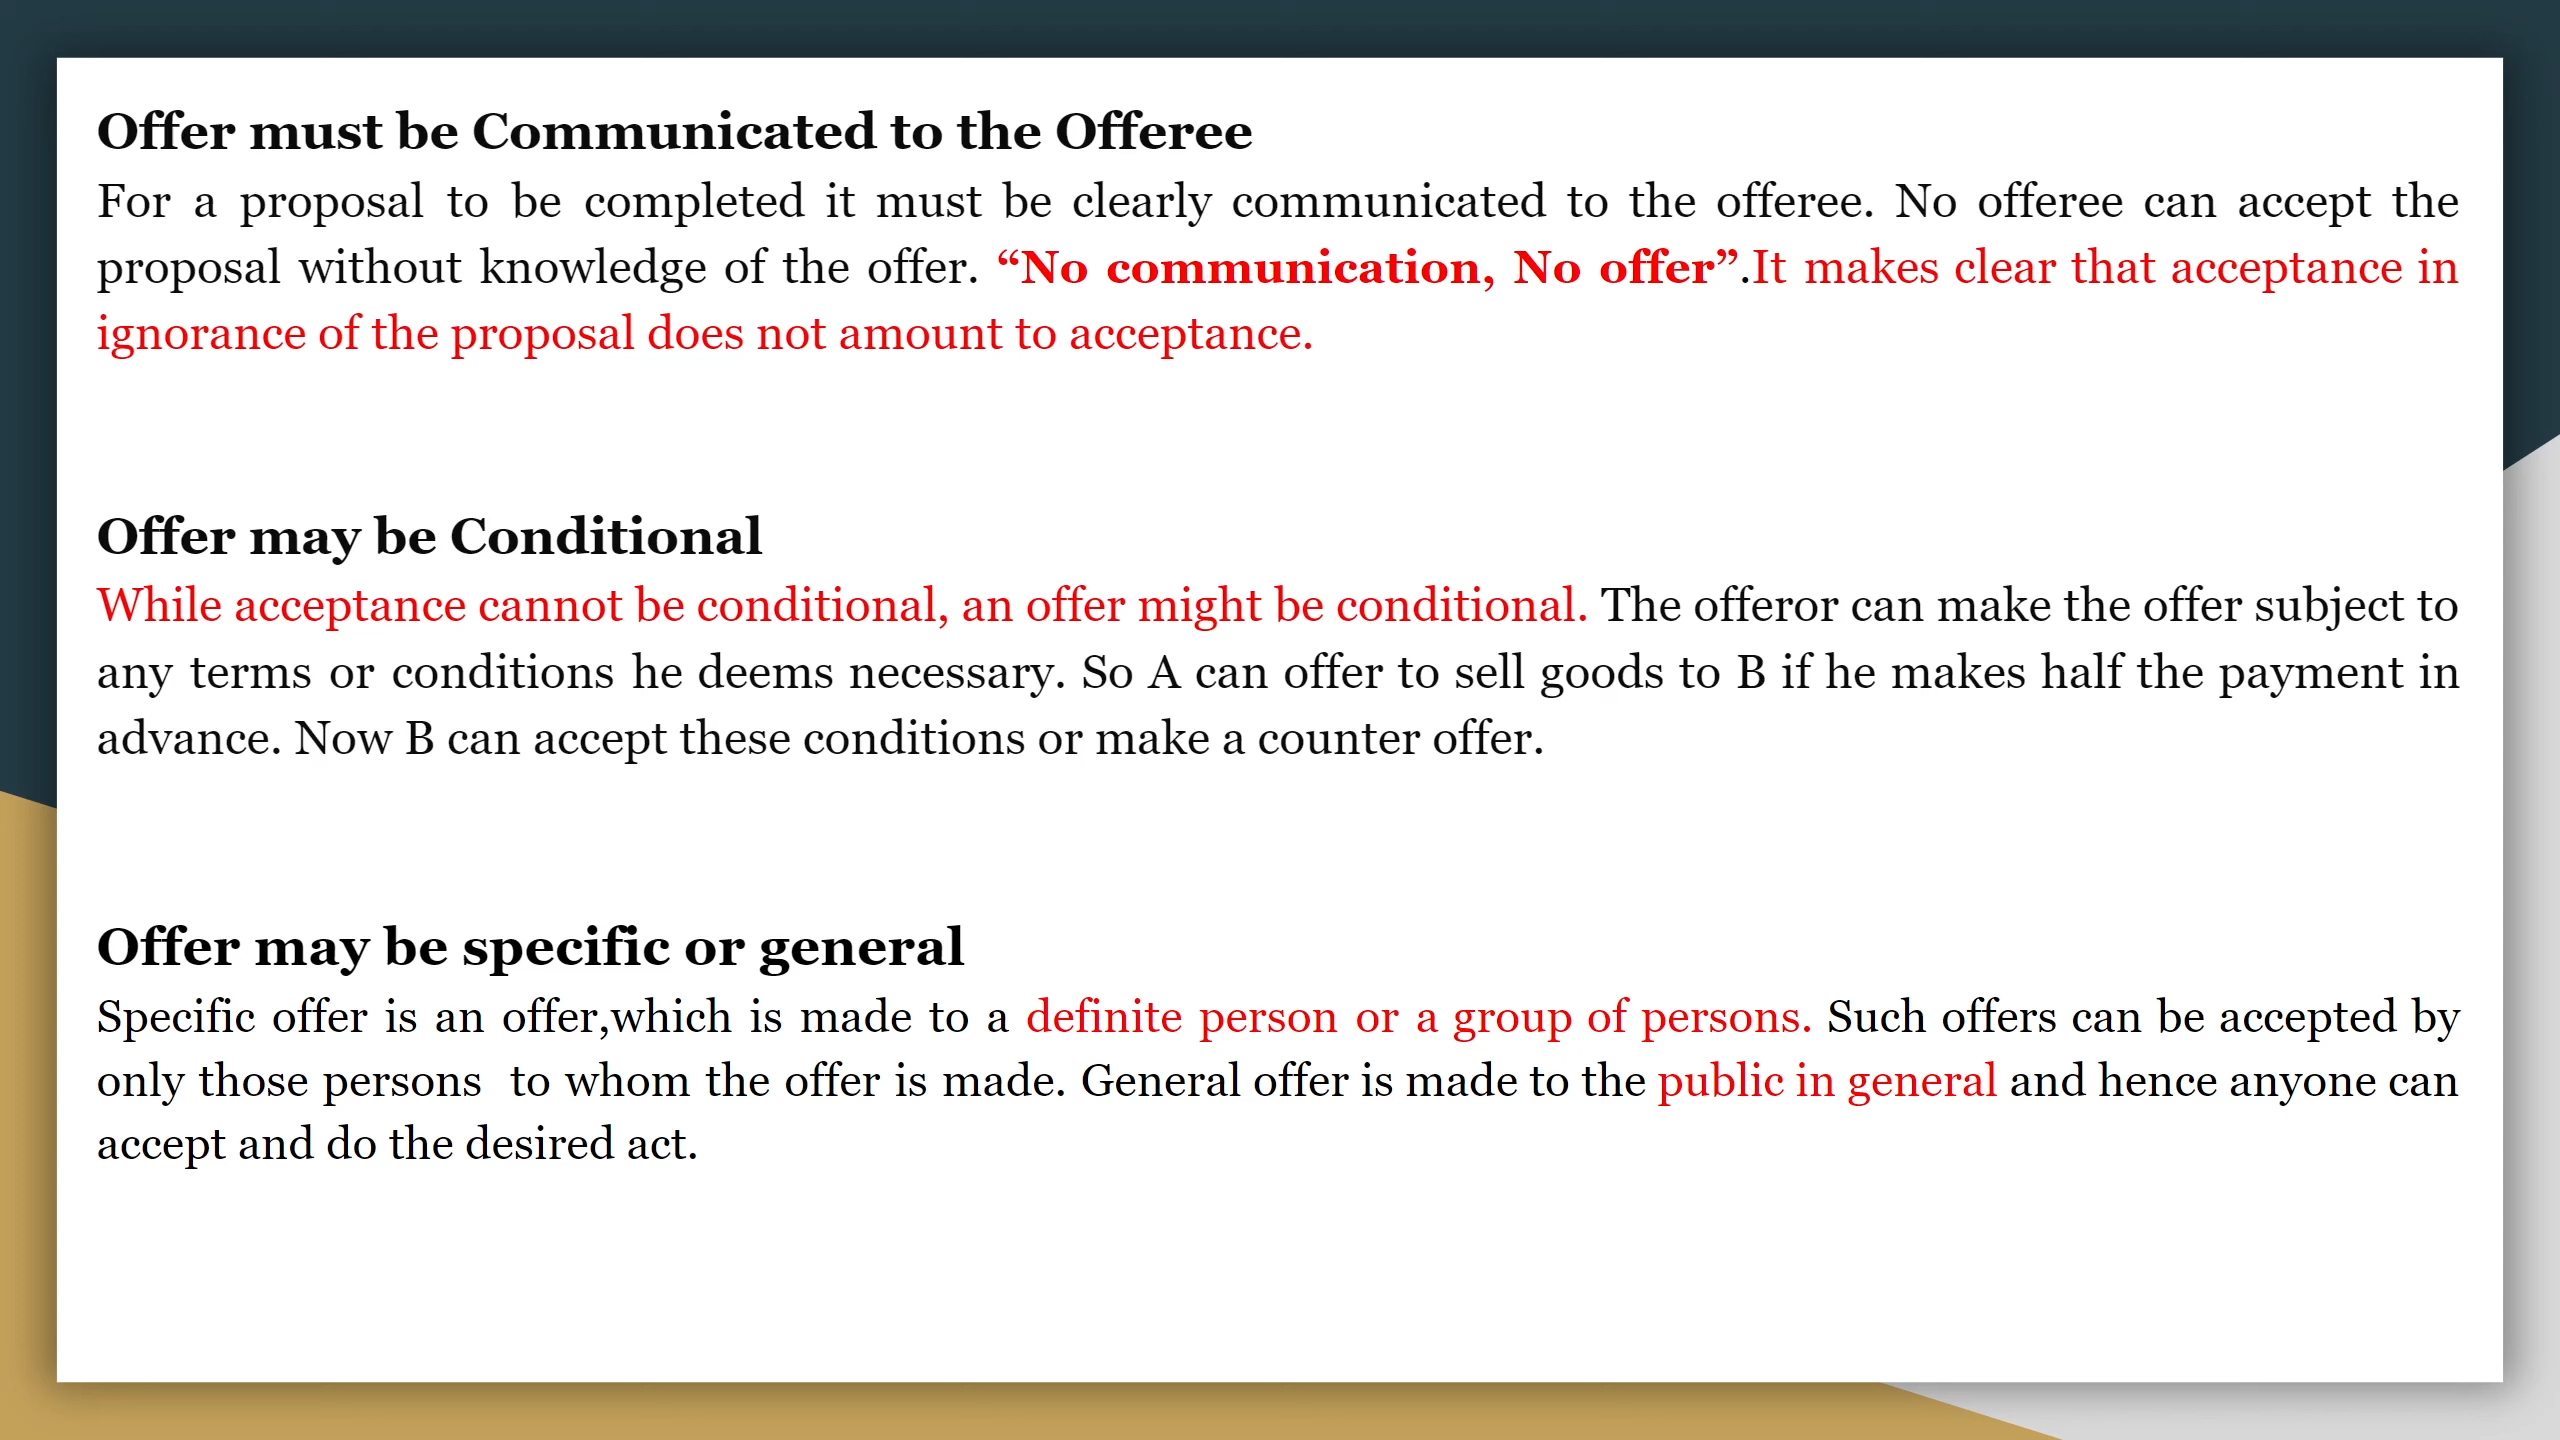 Offer must be Communicated to the Offeree
For a proposal to be completed it must be clearly communicated to the offeree. No offeree can accept the
proposal without knowledge of the offer. “No communication, No offer”.It makes clear that acceptance in
ignorance of the proposal does not amount to acceptance.
Offer may be Conditional
While acceptance cannot be conditional, an offer might be conditional. The offeror can make the offer subject to
any terms or conditions he deems necessary. So A can offer to sell goods to B if he makes half the payment in
advance. Now B can accept these conditions or make a counter offer.
Offer may be specific or general
Specific offer is an offer,which is made to a definite person or a group of persons. Such offers can be accepted by
only those persons  to whom the offer is made. General offer is made to the public in general and hence anyone can
accept and do the desired act.